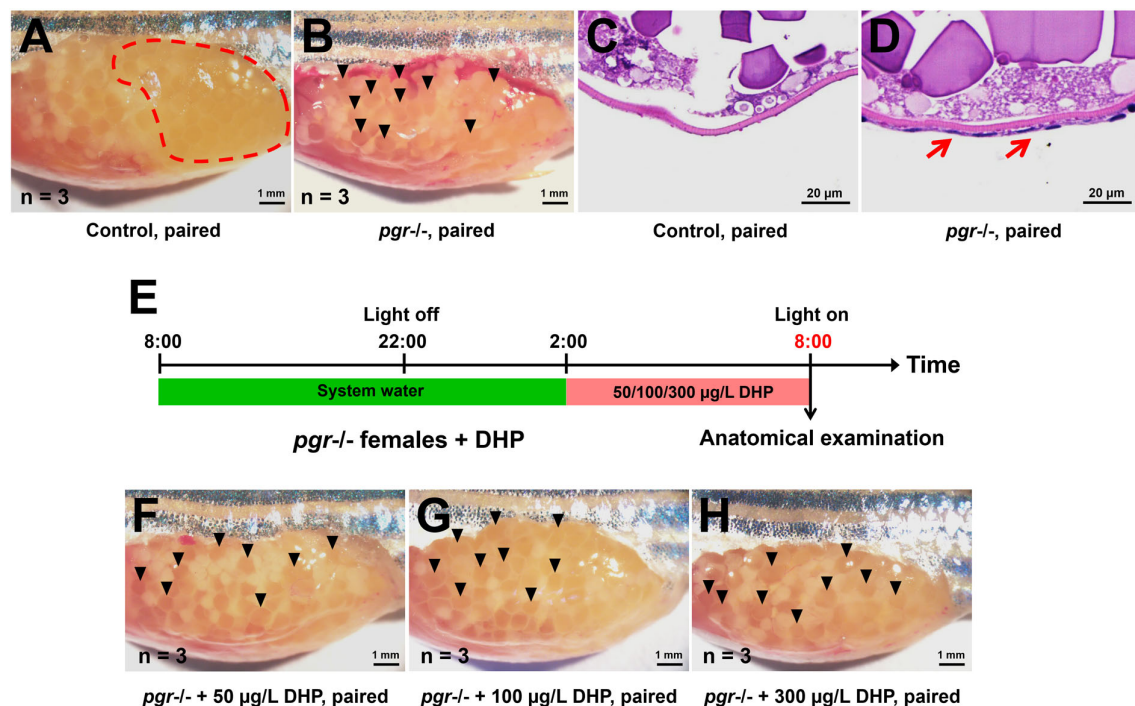 A
B
C
D
n = 3
1 mm
n = 3
1 mm
20 µm
20 µm
Control, paired
pgr-/-, paired
Control, paired
pgr-/-, paired
E
Light off
Light on
8:00
22:00
2:00
8:00
Time
System water
50/100/300 µg/L DHP
pgr-/- females + DHP
Anatomical examination
F
G
H
n = 3
1 mm
n = 3
1 mm
n = 3
1 mm
pgr-/- + 50 µg/L DHP, paired
pgr-/- + 100 µg/L DHP, paired
pgr-/- + 300 µg/L DHP, paired